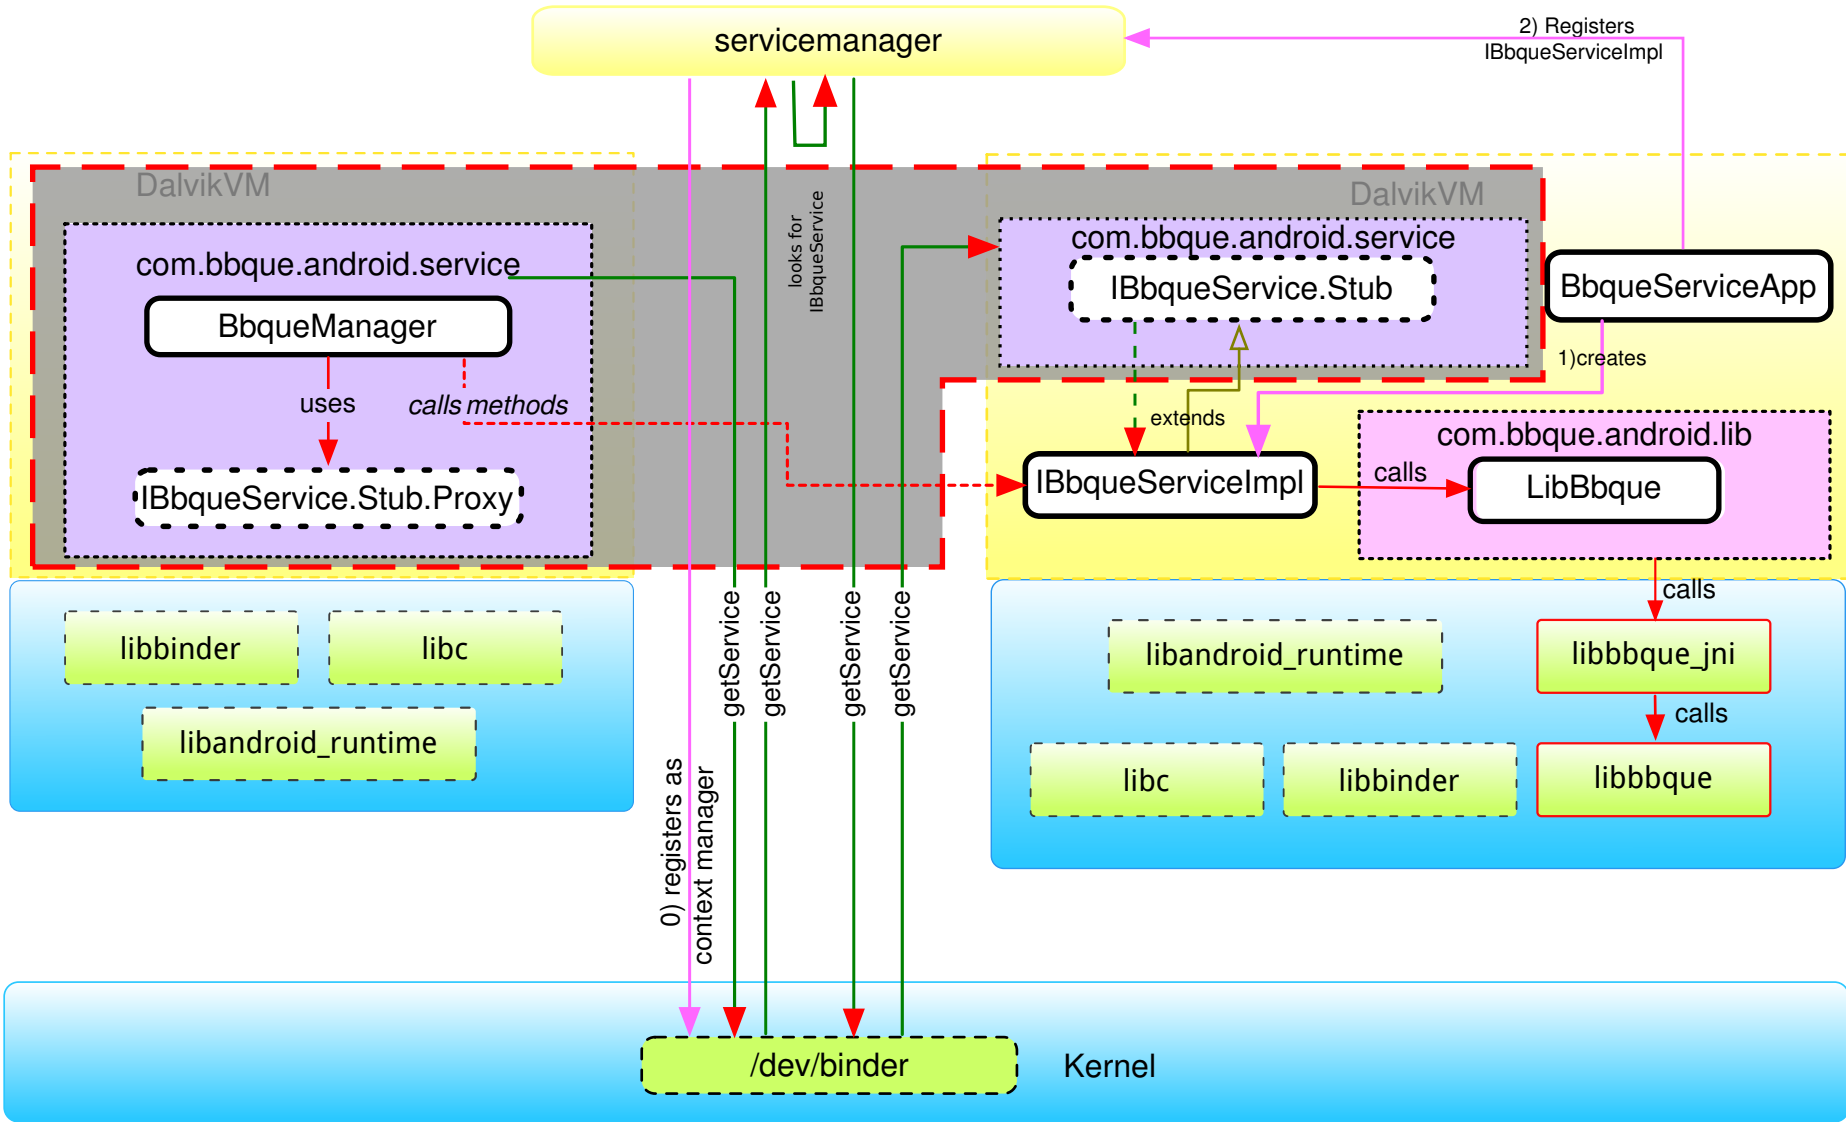 servicemanager
2) Registers
IBbqueServiceImpl
DalvikVM
DalvikVM
looks for
IBbqueService
com.bbque.android.service
BbqueManager
uses
calls methods
IBbqueService.Stub.Proxy
com.bbque.android.service
IBbqueService.Stub
BbqueServiceApp
1)creates
extends
IBbqueServiceImpl
calls
com.bbque.android.lib
LibBbque
calls
libbinder
libc
libandroid_runtime
getService
getService
getService
getService
libandroid_runtime
libbbque_jni
calls
libc
libbinder
libbbque
0) registers as
context manager
/dev/binder
Kernel